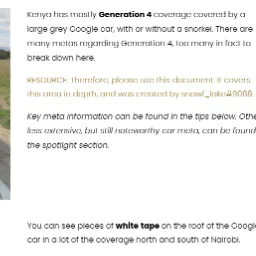 Kenya has mostly Generation 4 coverage covered by a
large grey Google car, with or without a snorkel. There are
many metas regarding Generation 4, too many in fact to
break down here.
RESOURCE: Therefore, please use this document. It covers
this area in depth, and was created by snowf_lake#0000.
Key meta information can be found in the tips below. Othe
less extensive, but still noteworthy car meta, can be found
the spotlight section.
You can see pieces of white tape on the roof of the Google
car in a lot of the coverage north and south of Nairobi.